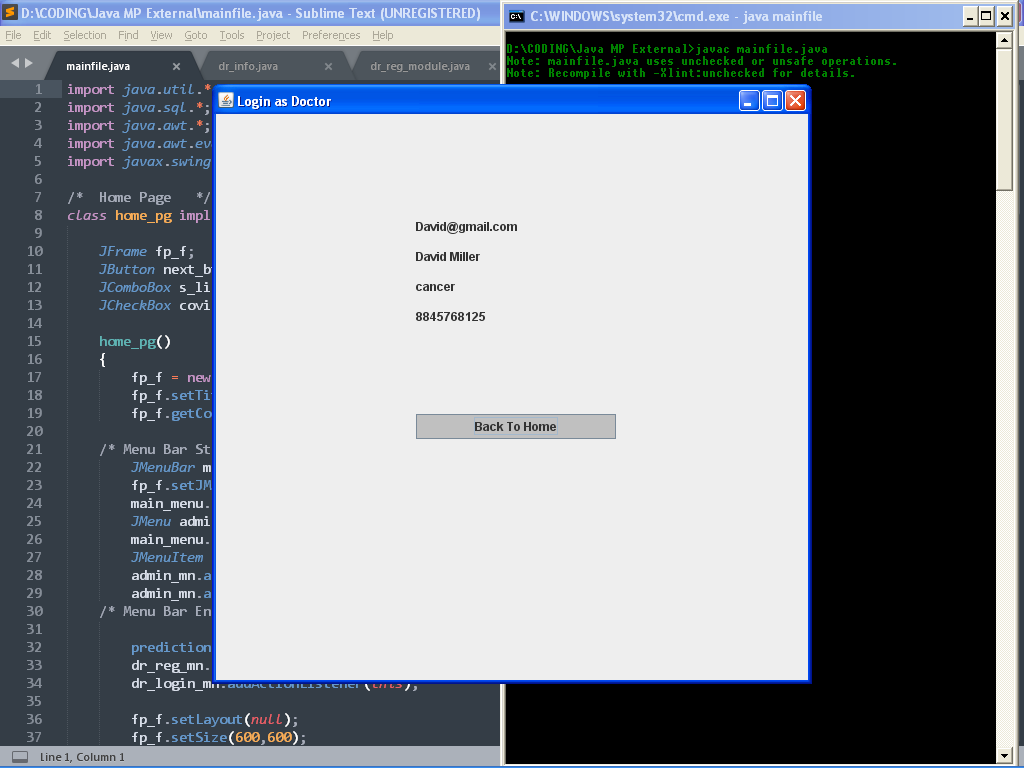 D:\CODING\Java MP External\mainfile.java - Sublime Text (UNREGISTERED)
File Edit Selection Find View Goto Tools Project Preferences Help
mainfile.java dr_info.java dr_reg_module.java
1 import java.util.*
2 import java.sql.*;
3 import java.awt.*;
4 import java.awt.ev
5 import javax.swing
6
7 /* Home Page */
8 class home_pg impl
9
10 JFrame fp_f;
11 JButton next_b
12 JComboBox s_li
13 JCheckBox covi
14
15 home_pg()
16 {
17 fp_f = new
18 fp_f.setTi
19 fp_f.getCo
20
21 /* Menu Bar St
22 JMenuBar m
23 fp_f.setJM
24 main_menu.
25 JMenu admi
26 main_menu.
27 JMenuItem
28 admin_mn.a
29 admin_mn.a
30 /* Menu Bar En
31
32 prediction
33 dr_reg_mn.
34 dr_login_mn.addActionListener(this);
35
36 fp_f.setLayout(null);
37 fp_f.setSize(600,600);
Line 1, Column 1
C:\WINDOWS\system32\cmd.exe - java mainfile
D:\CODING\Java MP External>javac mainfile.java
Note: mainfile.java uses unchecked or unsafe operations.
Note: Recompile with -Xlint:unchecked for details.
Login as Doctor
David@gmail.com
David Miller
cancer
8845768125
Back To Home